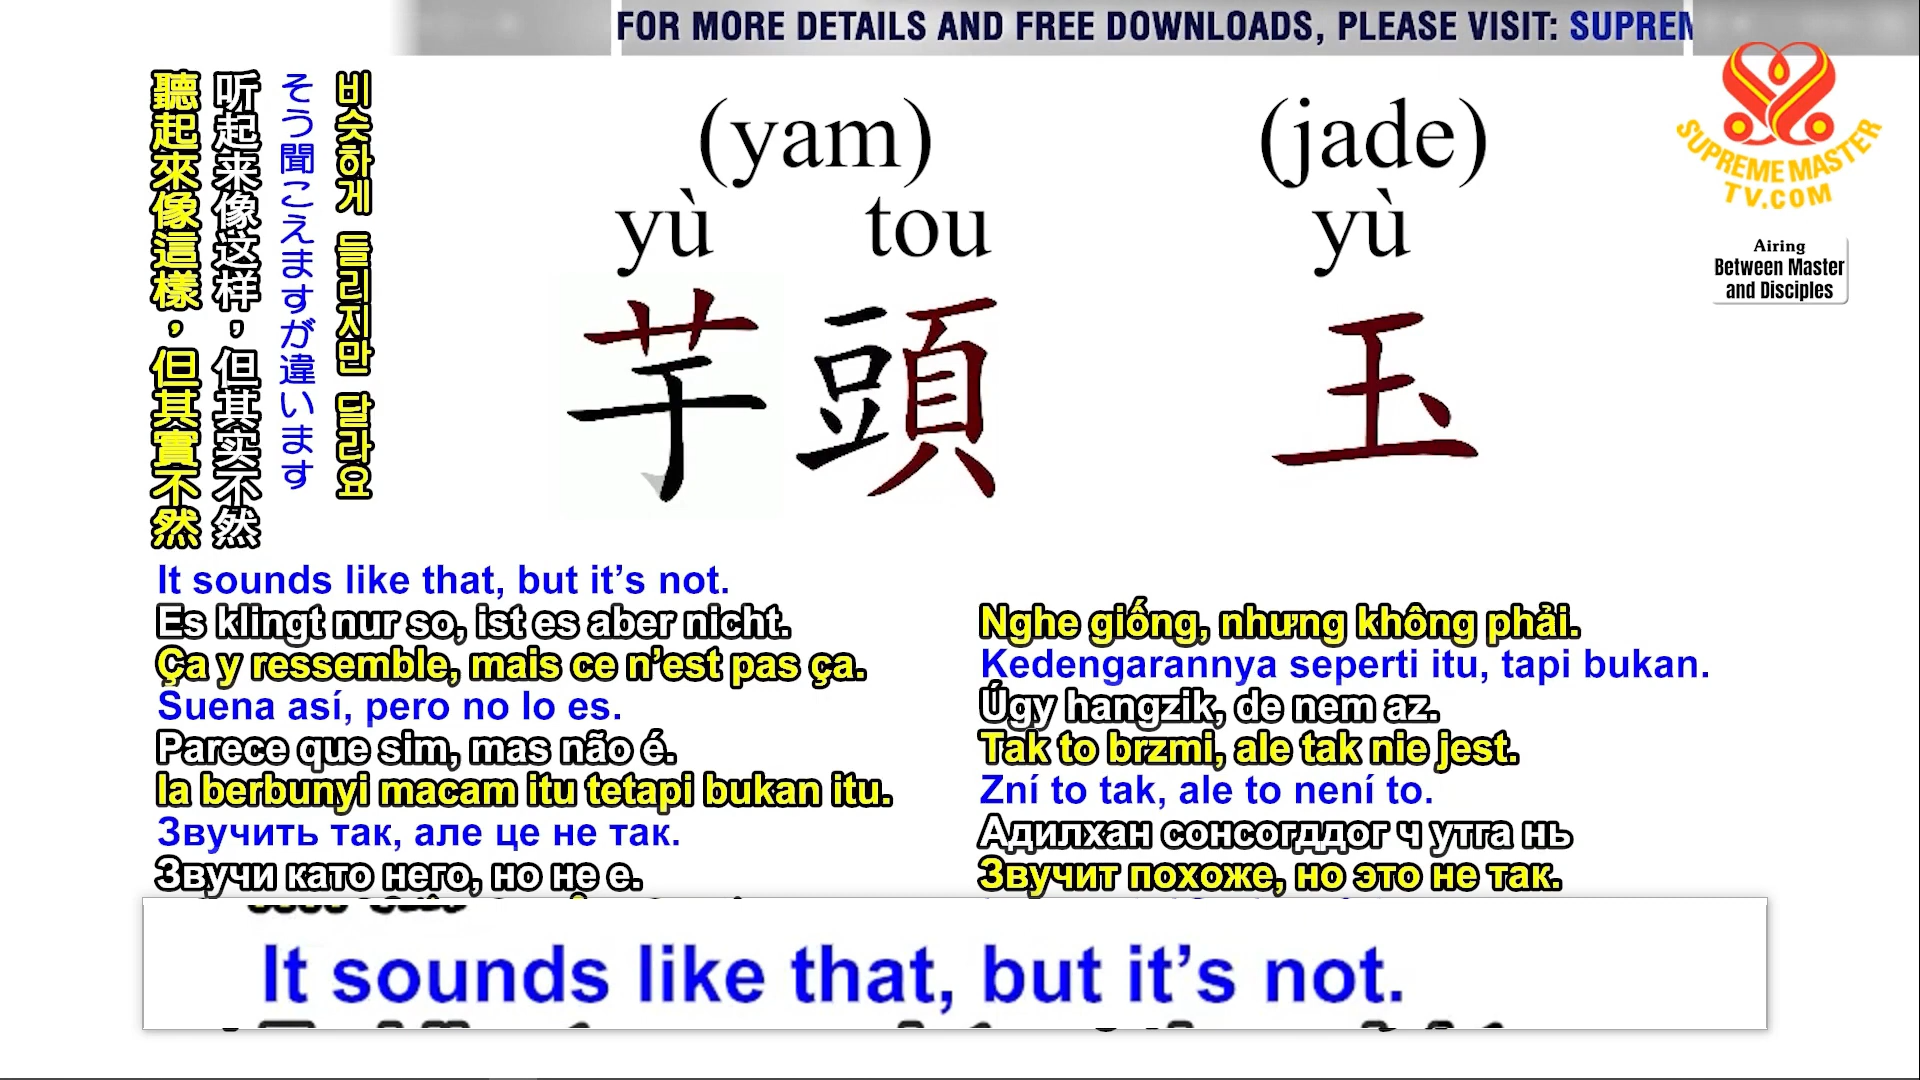 FOR MORE DETAILS AND FREE DOWNLOADS, PLEASE VISIT: SUPREM
SUPREME MASTER
TV.COM
Airing
Between Master
and Disciples
聽起來像這樣，但其實不然
听起来像这样，但其实不然
そう聞こえますが違います
비슷하게 들리지만 달라요
(yam)
yù tou
芋頭
(jade)
yù
玉
It sounds like that, but it’s not.
Es klingt nur so, ist es aber nicht.
Ça y ressemble, mais ce n’est pas ça.
Suena así, pero no lo es.
Parece que sim, mas não é.
Ia berbunyi macam itu tetapi bukan itu.
Звучить так, але це не так.
Звучи като него, но не е.
Nghe giống, nhưng không phải.
Kedengarannya seperti itu, tapi bukan.
Úgy hangzik, de nem az.
Tak to brzmi, ale tak nie jest.
Zní to tak, ale to není to.
Адилхан сонсогддог ч утга нь
Звучит похоже, но это не так.
It sounds like that, but it’s not.